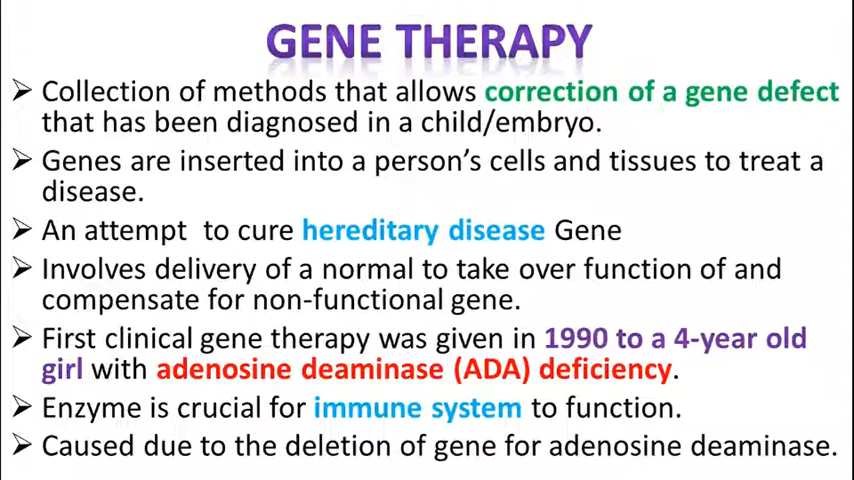 GENE THERAPY
➢ Collection of methods that allows correction of a gene defect
that has been diagnosed in a child/embryo.
➢ Genes are inserted into a person's cells and tissues to treat a
disease.
➢ An attempt to cure hereditary disease Gene
➢ Involves delivery of a normal to take over function of and
compensate for non-functional gene.
➢ First clinical gene therapy was given in 1990 to a 4-year old
girl with adenosine deaminase (ADA) deficiency.
➢ Enzyme is crucial for immune system to function.
➢ Caused due to the deletion of gene for adenosine deaminase.